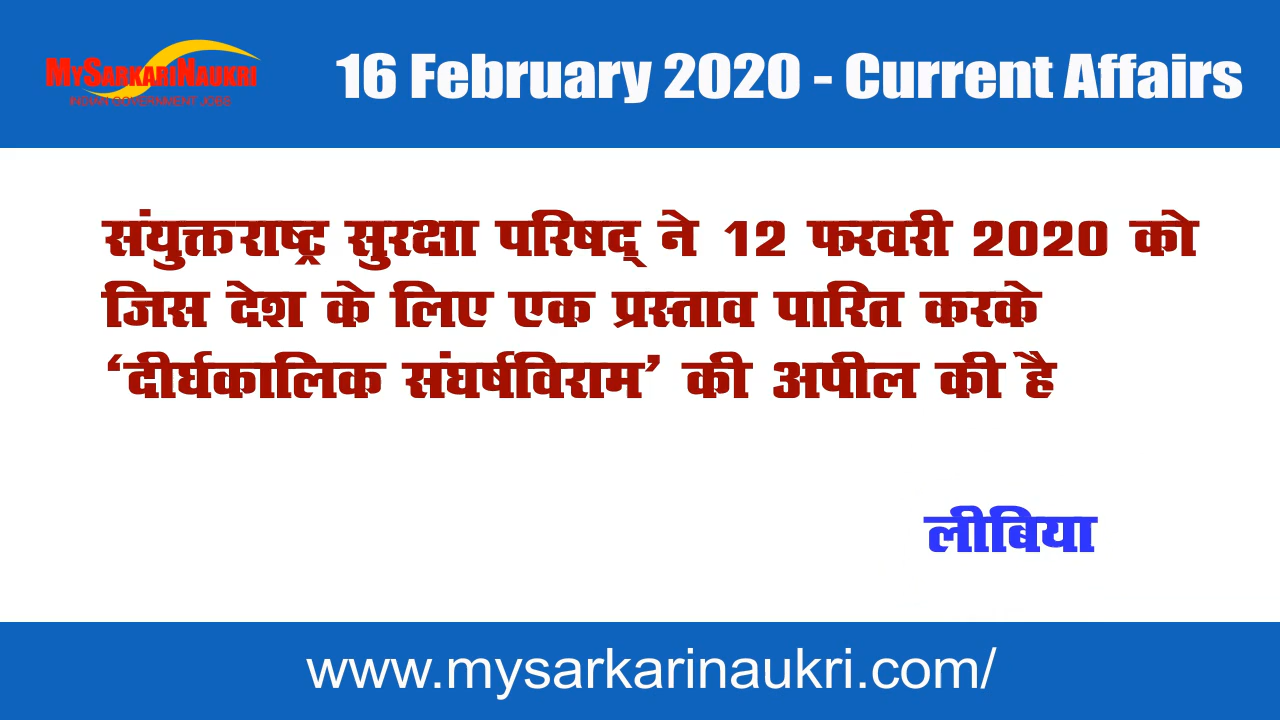 MySarkariNaukri
INDIAN GOVERNMENT JOBS
16 February 2020 - Current Affairs
संयुक्त राष्ट्र सुरक्षा परिषद् ने 12 फरवरी 2020 को
जिस देश के लिए एक प्रस्ताव पारित करके
‘दीर्घकालिक संघर्षविराम’ की अपील की है
लीबिया
www.mysarkarinaukri.com/